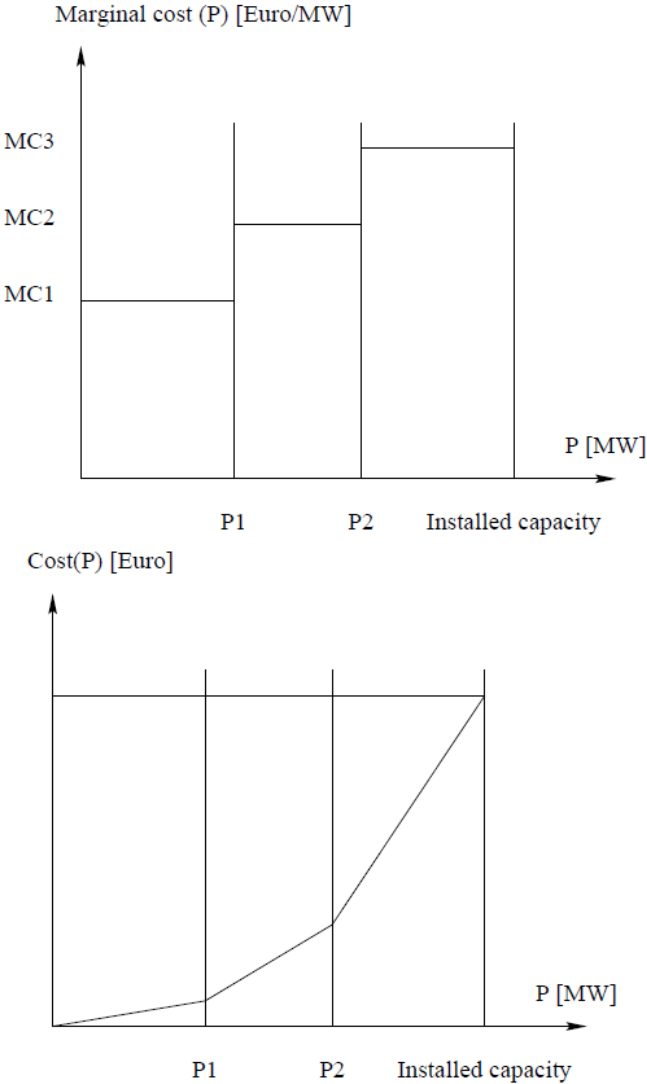 Marginal cost (P) [Euro/MW]
MC3
MC2
MC1
P [MW]
P1 P2 Installed capacity
Cost(P) [Euro]
P [MW]
P1 P2 Installed capacity